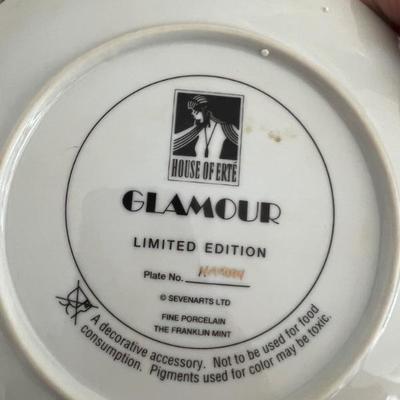 HOUSE OF ERTÉ
GLAMOUR
LIMITED EDITION
Plate No.
© SEVENARTS LTD
FINE PORCELAIN
THE FRANKLIN MINT
A decorative accessory. Not to be used for food
consumption. Pigments used for color may be toxic.